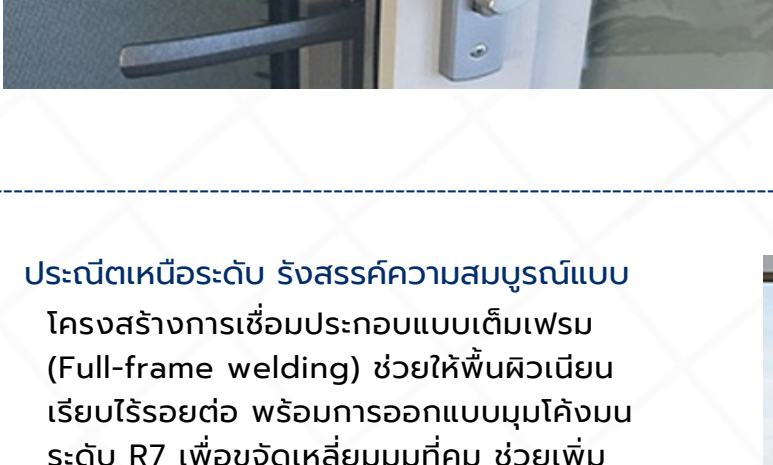 ประณีตเหนือระดับ รังสรรค์ความสมบูรณ์แบบ
โครงสร้างการเชื่อมประกอบแบบเต็มเฟรม
(Full-frame welding) ช่วยให้พื้นผิวเนียน
เรียบไร้รอยต่อ พร้อมการออกแบบมุมโค้งมน
ระดับ R7 เพื่อขจัดเหลี่ยมมุมที่คม ช่วยเพิ่ม